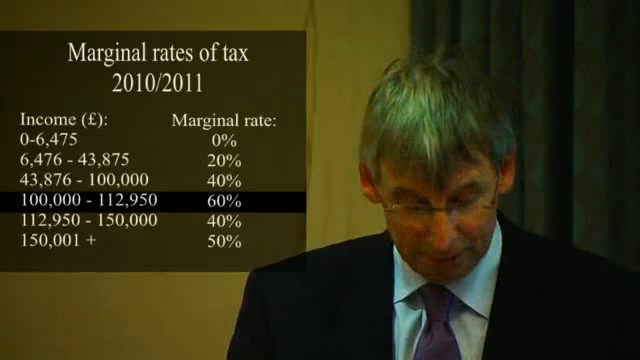 Marginal rates of tax
2010/2011
Income (£): Marginal rate:
0-6,475 0%
6,476 - 43,875 20%
43,876 - 100,000 40%
100,000 - 112,950 60%
112,950 - 150,000 40%
150,001 + 50%